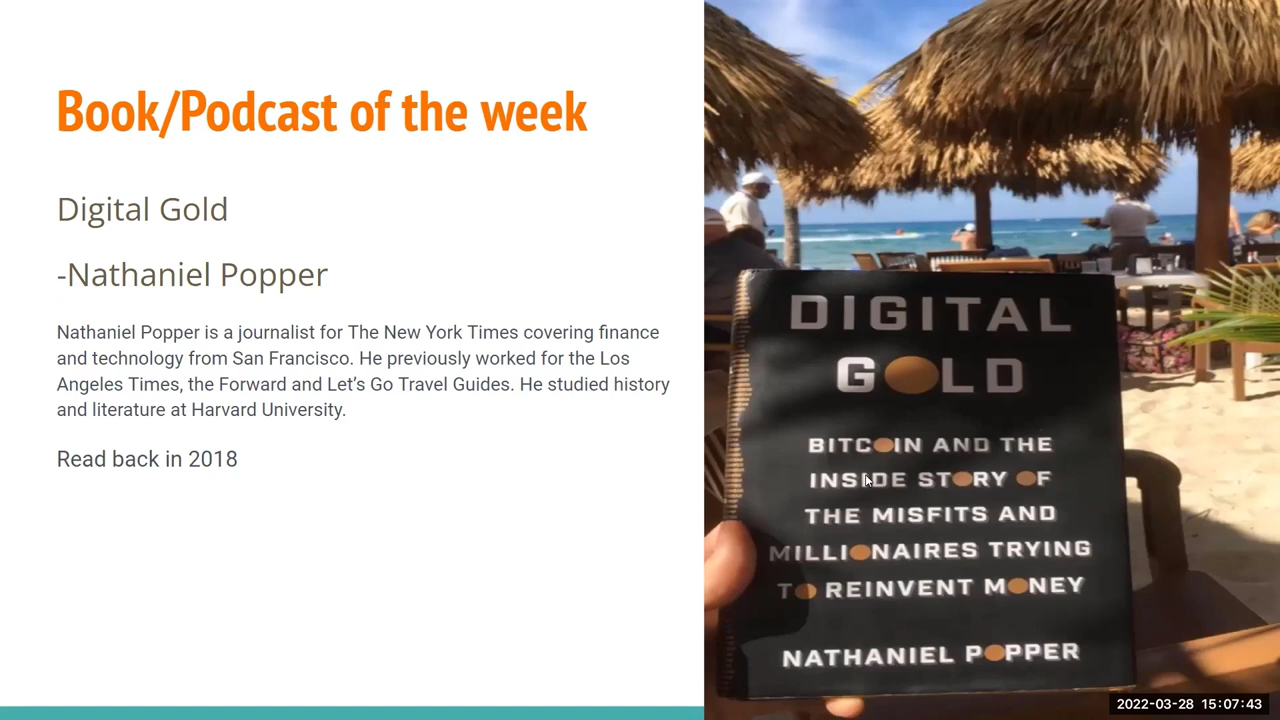 Book/Podcast of the week
Digital Gold
-Nathaniel Popper
Nathaniel Popper is a journalist for The New York Times covering finance
and technology from San Francisco. He previously worked for the Los
Angeles Times, the Forward and Let’s Go Travel Guides. He studied history
and literature at Harvard University.
Read back in 2018
DIGITAL
GOLD
BITCOIN AND THE
INSIDE STORY OF
THE MISFITS AND
MILLIONAIRES TRYING
TO REINVENT MONEY
NATHANIEL POPPER
2022-03-28 15:07:43